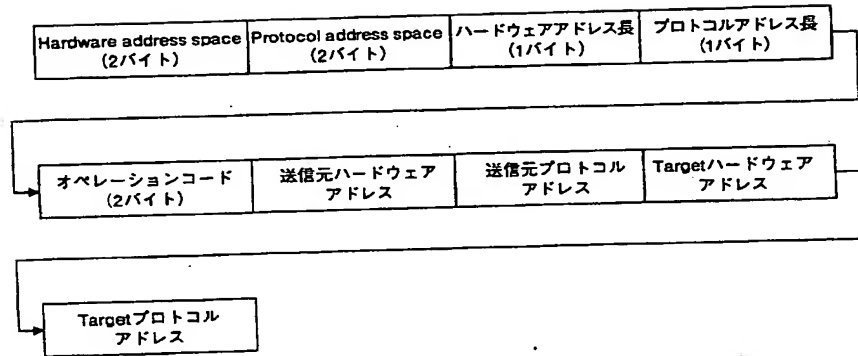 Hardware address space
(2バイト)
Protocol address space
(2バイト)
ハードウェアアドレス長
(1バイト)
プロトコルアドレス長
(1バイト)
オペレーションコード
(2バイト)
送信元ハードウェア
アドレス
送信元プロトコル
アドレス
Targetハードウェア
アドレス
Targetプロトコル
アドレス